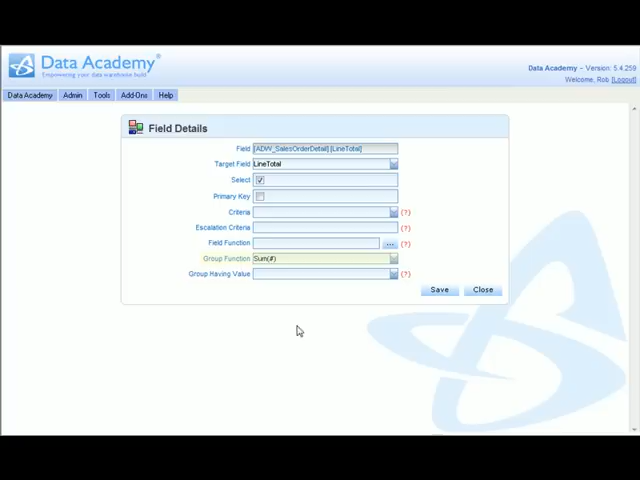 Data Academy®
Empowering your data warehouse build
Data Academy – Version: 5.4.259
Welcome, Rob [Logout]
Data Academy Admin Tools Add-Ons Help
Field Details
Field [ADW_SalesOrderDetail].[LineTotal]
Target Field LineTotal
Select
Primary Key
Criteria (?)
Escalation Criteria (?)
Field Function ... (?)
Group Function Sum(#)
Group Having Value (?)
Save Close